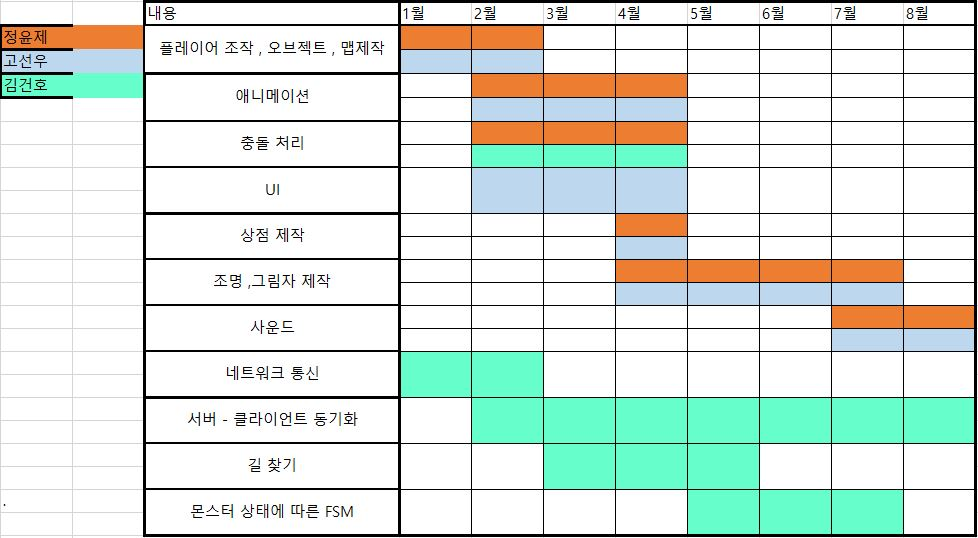 내용 1월 2월 3월 4월 5월 6월 7월 8월
정윤제
고선우
김건호
플레이어 조작 , 오브젝트 , 맵제작
애니메이션
충돌 처리
UI
상점 제작
조명 ,그림자 제작
사운드
네트워크 통신
서버 - 클라이언트 동기화
길 찾기
몬스터 상태에 따른 FSM
.